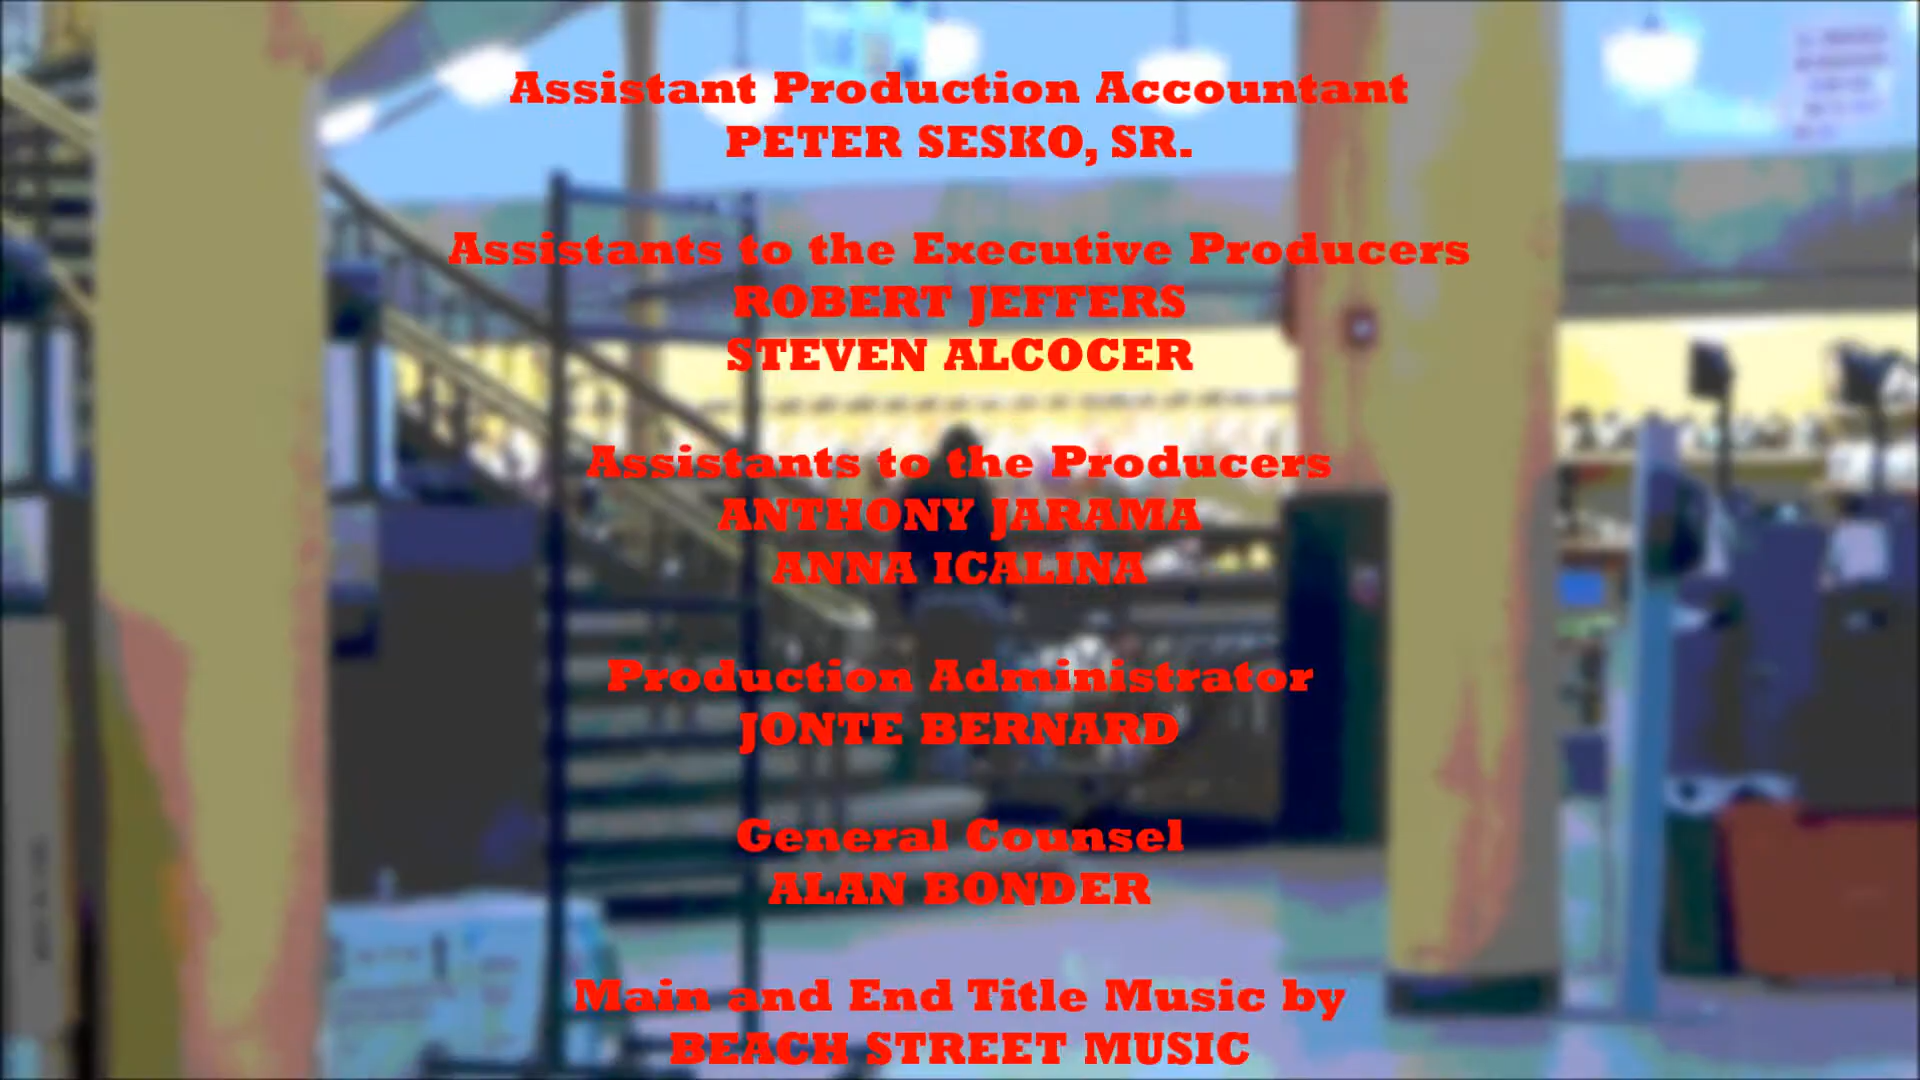 Assistant Production Accountant
PETER SESKO, SR.
Assistants to the Executive Producers
ROBERT JEFFERS
STEVEN ALCOCER
Assistants to the Producers
ANTHONY JARAMA
ANNA ICALINA
Production Administrator
JONTE BERNARD
General Counsel
ALAN BONDER
Main and End Title Music by
BEACH STREET MUSIC